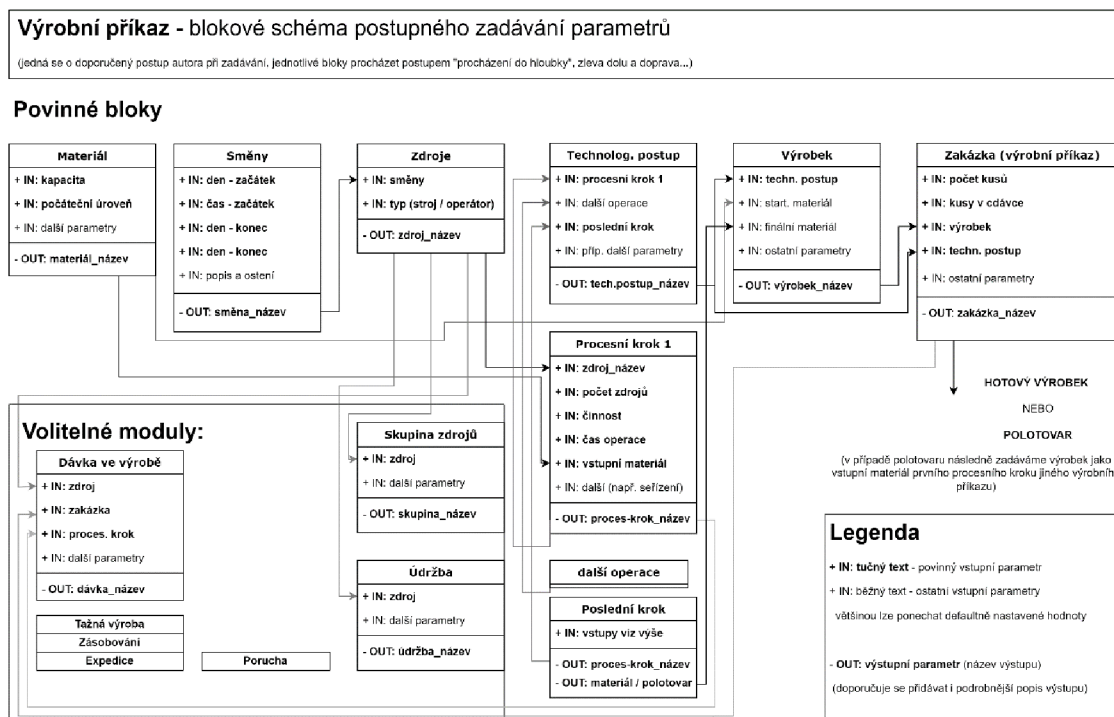 Výrobní příkaz - blokové schéma postupného zadávání parametrů
(jedná se o doporučený postup autora při zadávání, jednotlivé bloky procházet postupem "procházení do hloubky", zleva dolu a doprava...)
Povinné bloky
Materiál
+ IN: kapacita
+ IN: počáteční úroveň
+ IN: další parametry
- OUT: materiál_název
Směny
+ IN: den - začátek
+ IN: čas - začátek
+ IN: den - konec
+ IN: den - konec
+ IN: popis a ostení
- OUT: směna_název
Zdroje
+ IN: směny
+ IN: typ (stroj / operátor)
- OUT: zdroj_název
Technolog. postup
+ IN: procesní krok 1
+ IN: další operace
+ IN: poslední krok
+ IN: příp. další parametry
- OUT: tech.postup_název
Výrobek
+ IN: techn. postup
+ IN: start. materiál
+ IN: finální materiál
+ IN: ostatní parametry
- OUT: výrobek_název
Zakázka (výrobní příkaz)
+ IN: počet kusů
+ IN: kusy v cdávce
+ IN: výrobek
+ IN: techn. postup
+ IN: ostatní parametry
- OUT: zakázka_název
Procesní krok 1
+ IN: zdroj_název
+ IN: počet zdrojů
+ IN: činnost
+ IN: čas operace
+ IN: vstupní materiál
+ IN: další (např. seřízení)
- OUT: proces-krok_název
HOTOVÝ VÝROBEK
NEBO
POLOTOVAR
(v případě polotovaru následně zadáváme výrobek jako
vstupní materiál prvního procesního kroku jiného výrobního
příkazu)
Volitelné moduly:
Dávka ve výrobě
+ IN: zdroj
+ IN: zakázka
+ IN: proces. krok
+ IN: další parametry
- OUT: dávka_název
Tažná výroba
Zásobování
Expedice
Porucha
Skupina zdrojů
+ IN: zdroj
+ IN: další parametry
- OUT: skupina_název
Údržba
+ IN: zdroj
+ IN: další parametry
- OUT: údržba_název
další operace
Poslední krok
+ IN: vstupy viz výše
- OUT: proces-krok_název
- OUT: materiál / polotovar
Legenda
+ IN: tučný text - povinný vstupní parametr
+ IN: běžný text - ostatní vstupní parametry
většinou lze ponechat defaultně nastavené hodnoty
- OUT: výstupní parametr (název výstupu)
(doporučuje se přidávat i podrobnější popis výstupu)